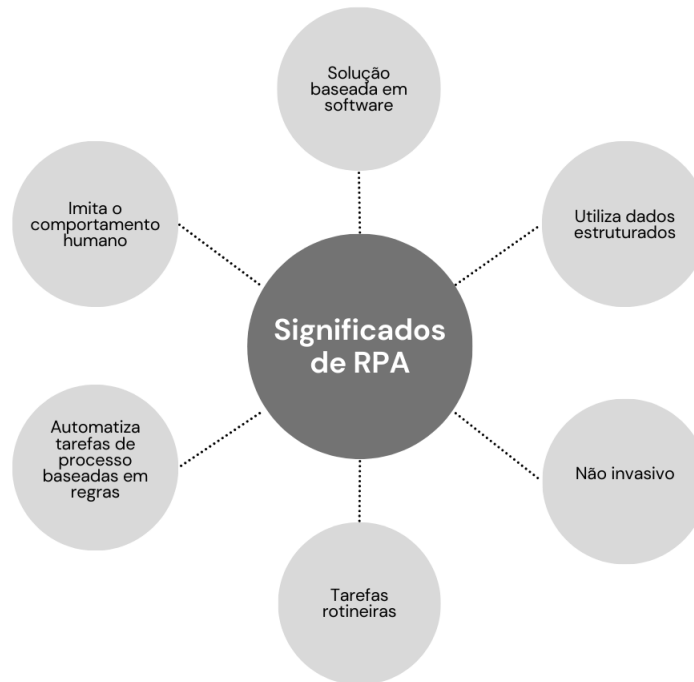 Solução
baseada em
software
Imita o
comportamento
humano
Utiliza dados
estruturados
Significados
de RPA
Automatiza
tarefas de
processo
baseadas em
regras
Não invasivo
Tarefas
rotineiras